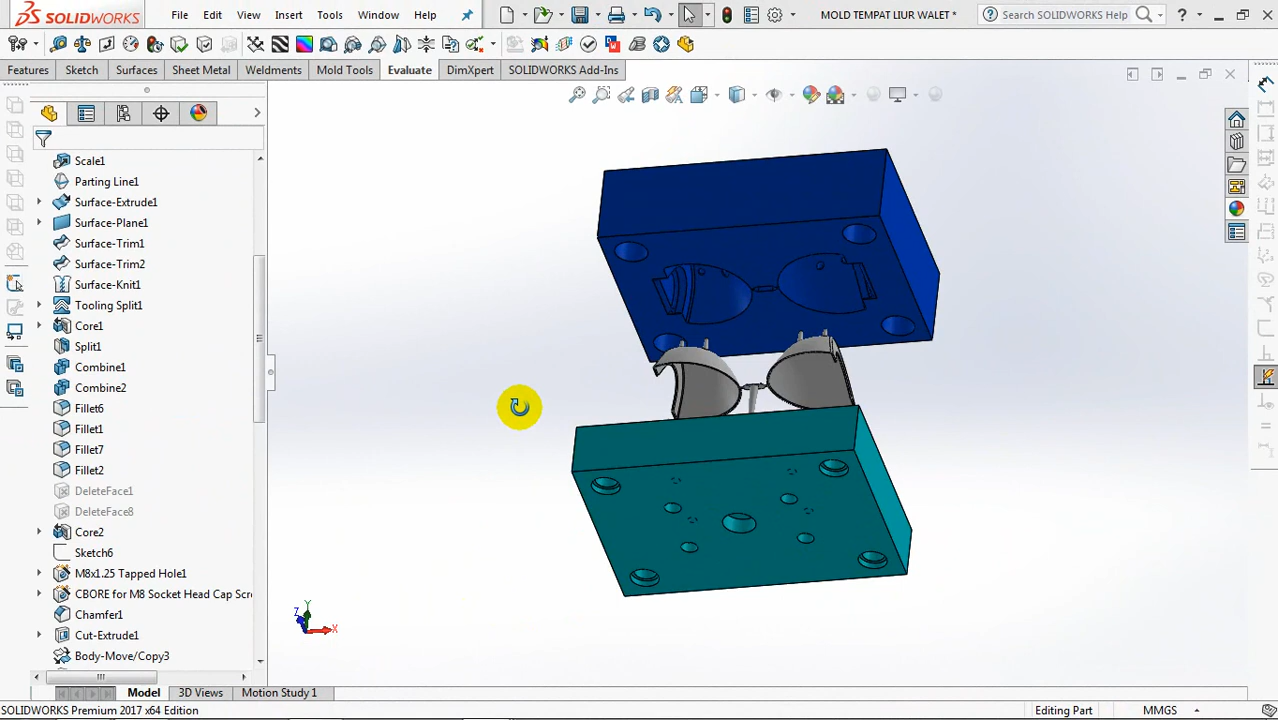 SOLIDWORKS File Edit View Insert Tools Window Help MOLD TEMPAT LIUR WALET * Search SOLIDWORKS Help ?
Features Sketch Surfaces Sheet Metal Weldments Mold Tools Evaluate DimXpert SOLIDWORKS Add-Ins
Scale1
Parting Line1
Surface-Extrude1
Surface-Plane1
Surface-Trim1
Surface-Trim2
Surface-Knit1
Tooling Split1
Core1
Split1
Combine1
Combine2
Fillet6
Fillet1
Fillet7
Fillet2
DeleteFace1
DeleteFace8
Core2
Sketch6
M8x1.25 Tapped Hole1
CBORE for M8 Socket Head Cap Scre
Chamfer1
Cut-Extrude1
Body-Move/Copy3
Y
Z
X
Model 3D Views Motion Study 1
SOLIDWORKS Premium 2017 x64 Edition Editing Part MMGS